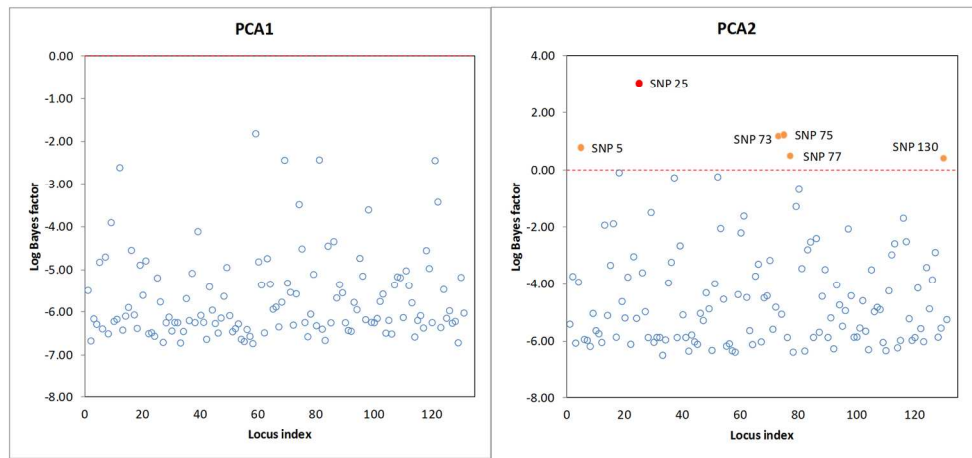 PCA1
0.00
-1.00
-2.00
-3.00
-4.00
-5.00
-6.00
-7.00
-8.00
Log Bayes factor
0 20 40 60 80 100 120
Locus index
PCA2
4.00
2.00
0.00
-2.00
-4.00
-6.00
-8.00
Log Bayes factor
SNP 25
SNP 5
SNP 73
SNP 75
SNP 77
SNP 130
0 20 40 60 80 100 120
Locus index